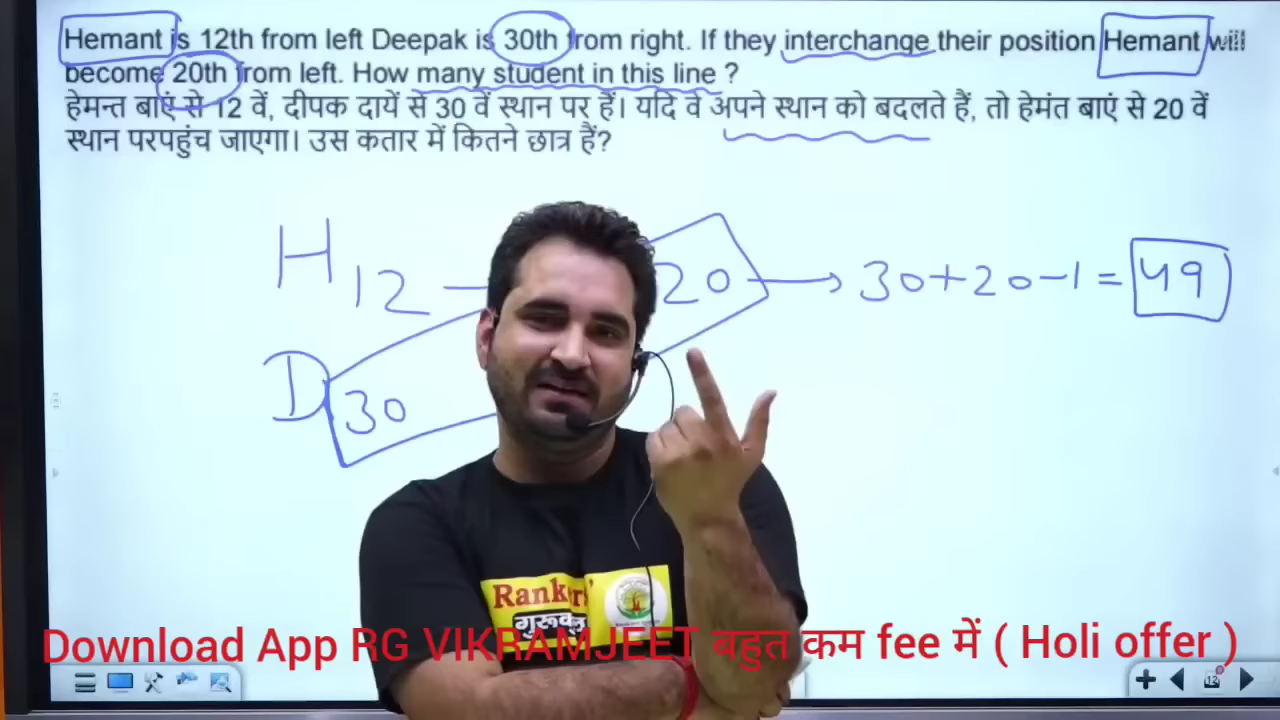 Hemant is 12th from left Deepak is 30th from right. If they interchange their position Hemant will
become 20th from left. How many student in this line ?
हेमन्त बाएं से 12 वें, दीपक दायें से 30 वें स्थान पर हैं। यदि वे अपने स्थान को बदलते हैं, तो हेमंत बाएं से 20 वें
स्थान परपहुंच जाएगा। उस कतार में कितने छात्र हैं?
H 12 20 30+20-1 = 49
D 30
Rankers'
गुरूकुल
Download App RG VIKRAMJEET बहुत कम fee में ( Holi offer )
12